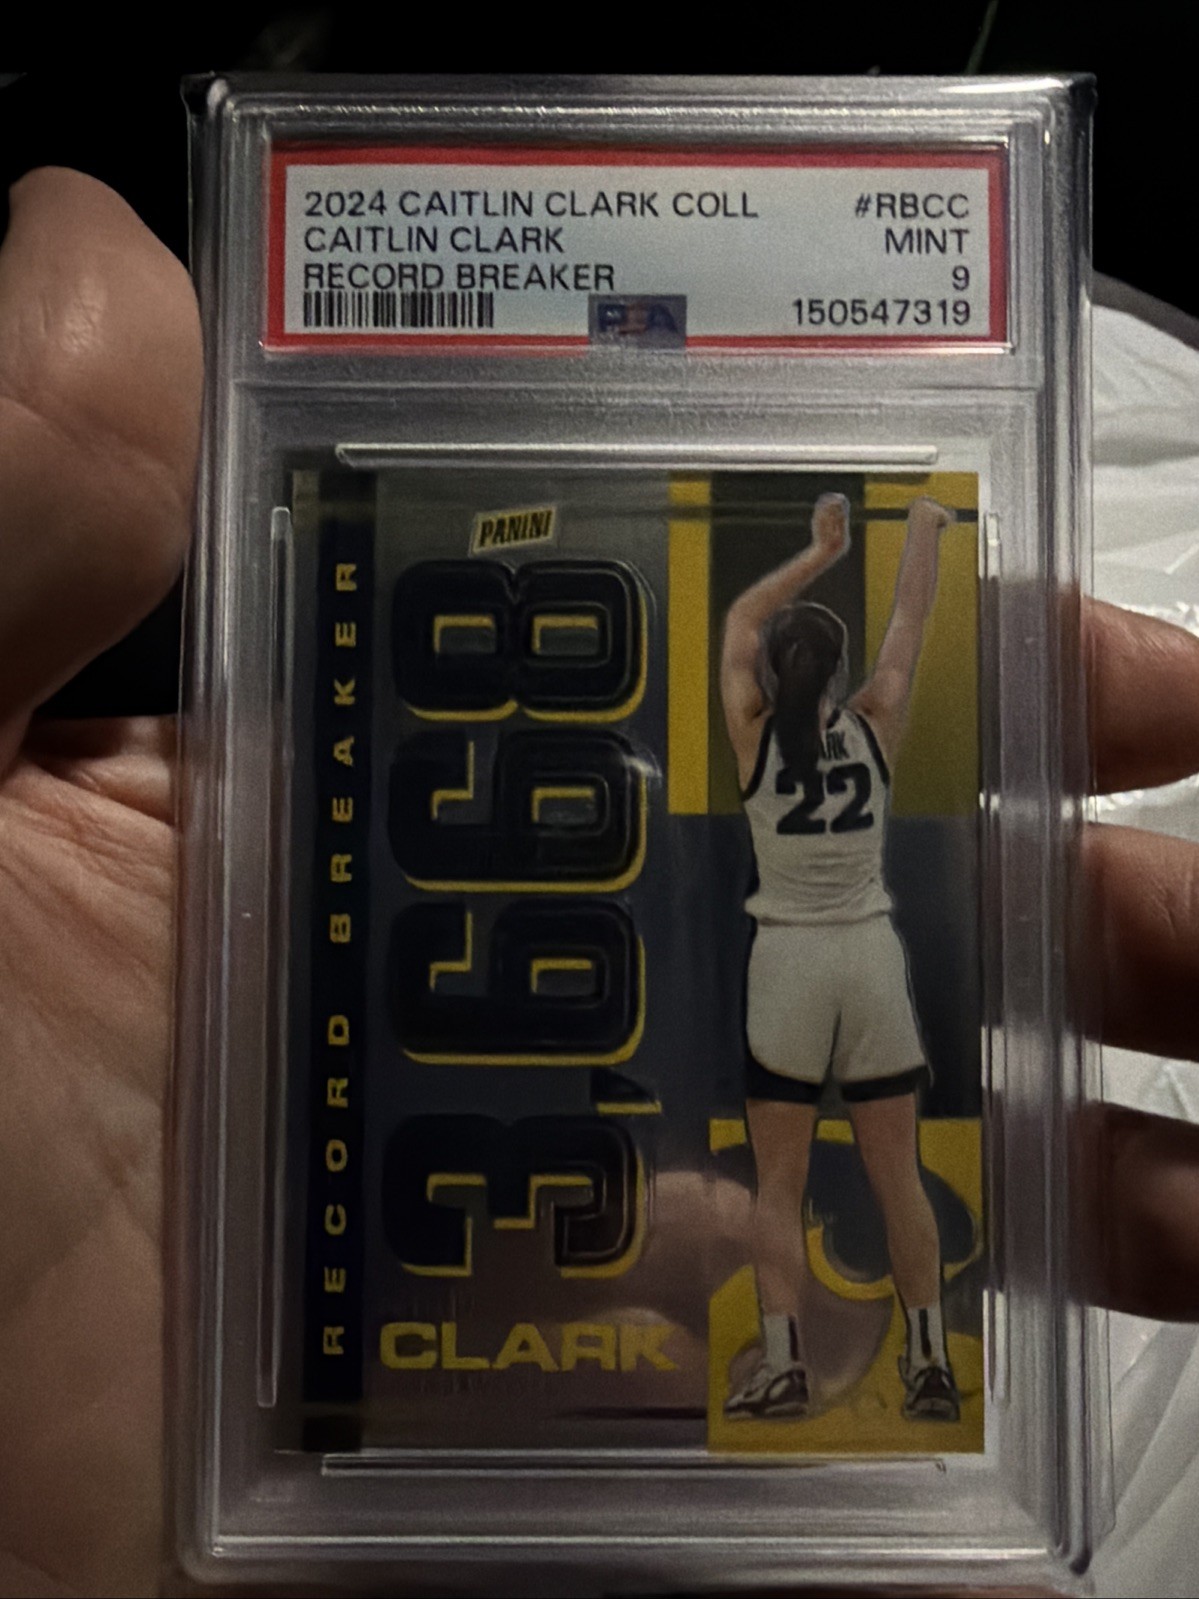 2024 CAITLIN CLARK COLL #RBCC
CAITLIN CLARK MINT
RECORD BREAKER 9
150547319
PSA
PANINI
RECORD BREAKER
3,668
CLARK
22